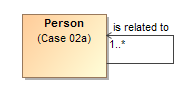 Person
(Case 02a)
is related to
1..*